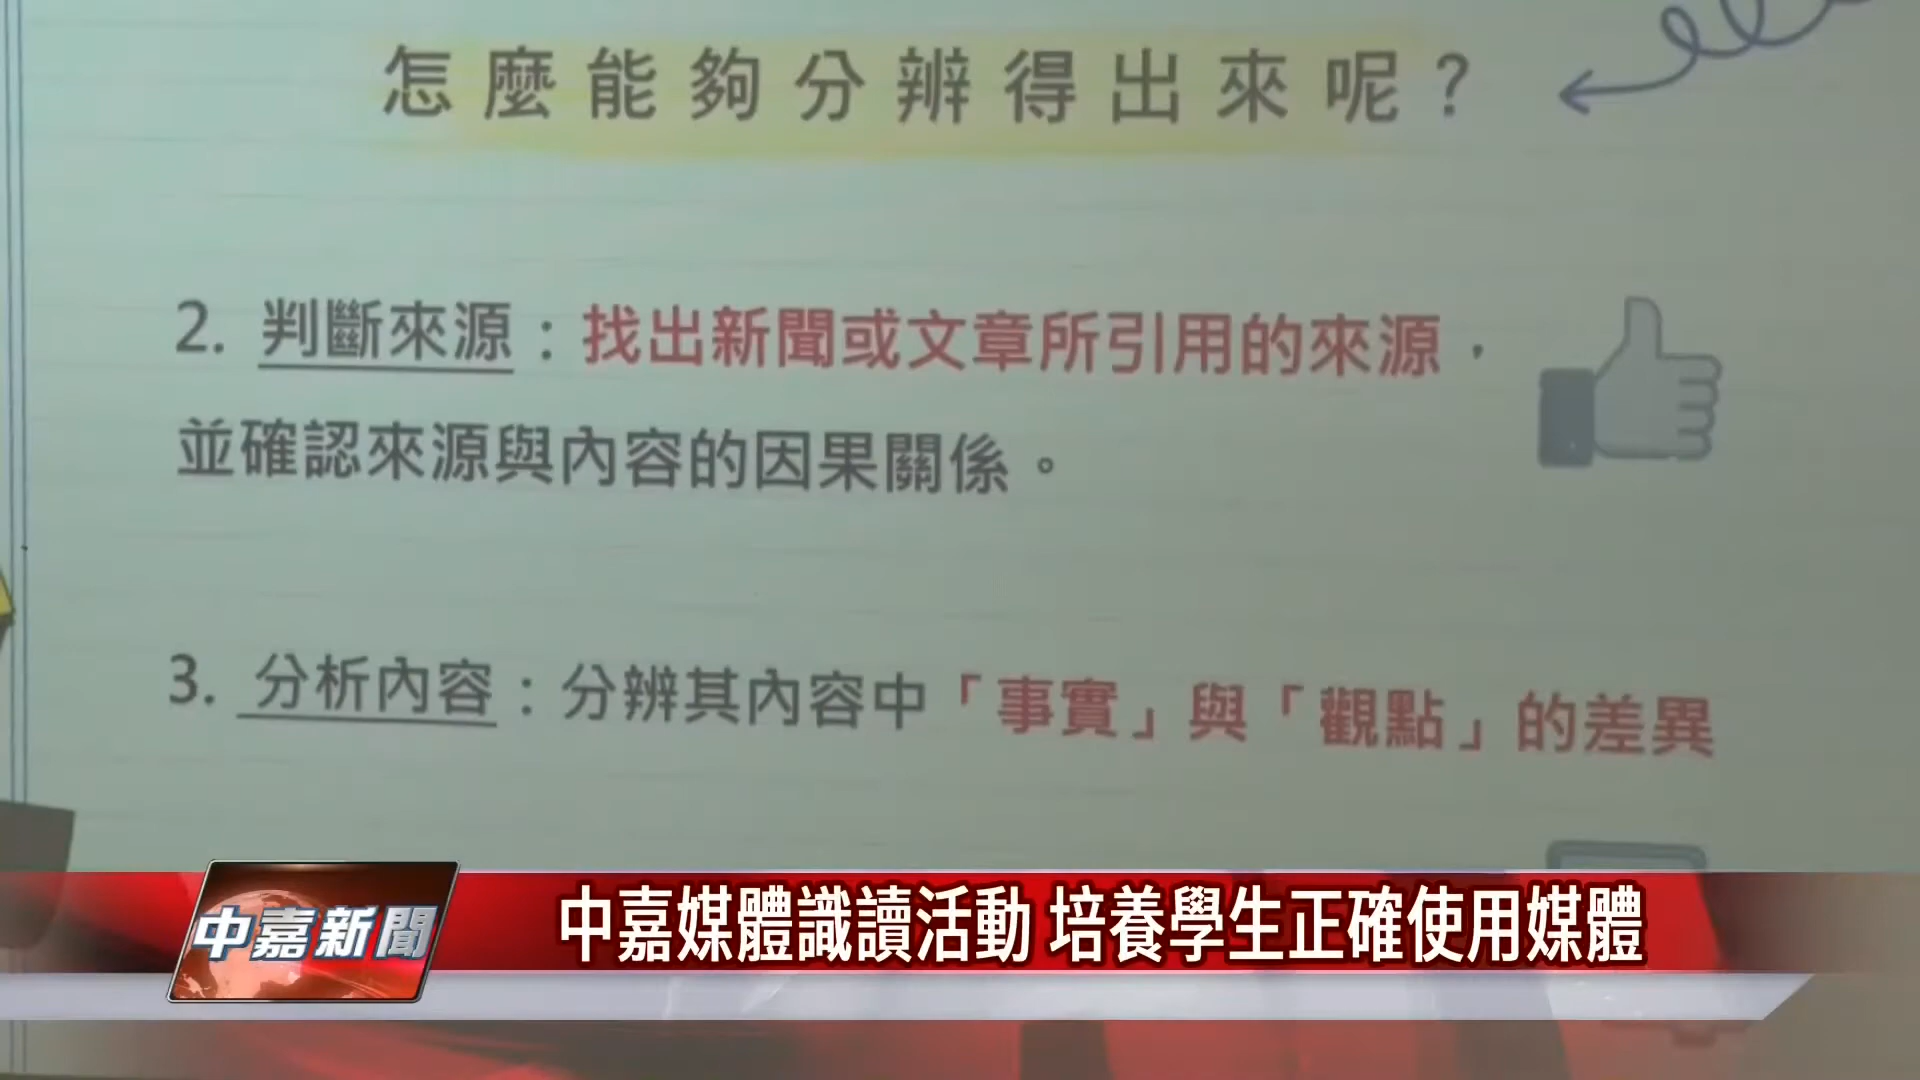 怎麼能夠分辨得出來呢？
2. 判斷來源：找出新聞或文章所引用的來源，
並確認來源與內容的因果關係。
3. 分析內容：分辨其內容中「事實」與「觀點」的差異
中嘉新聞
中嘉媒體識讀活動 培養學生正確使用媒體